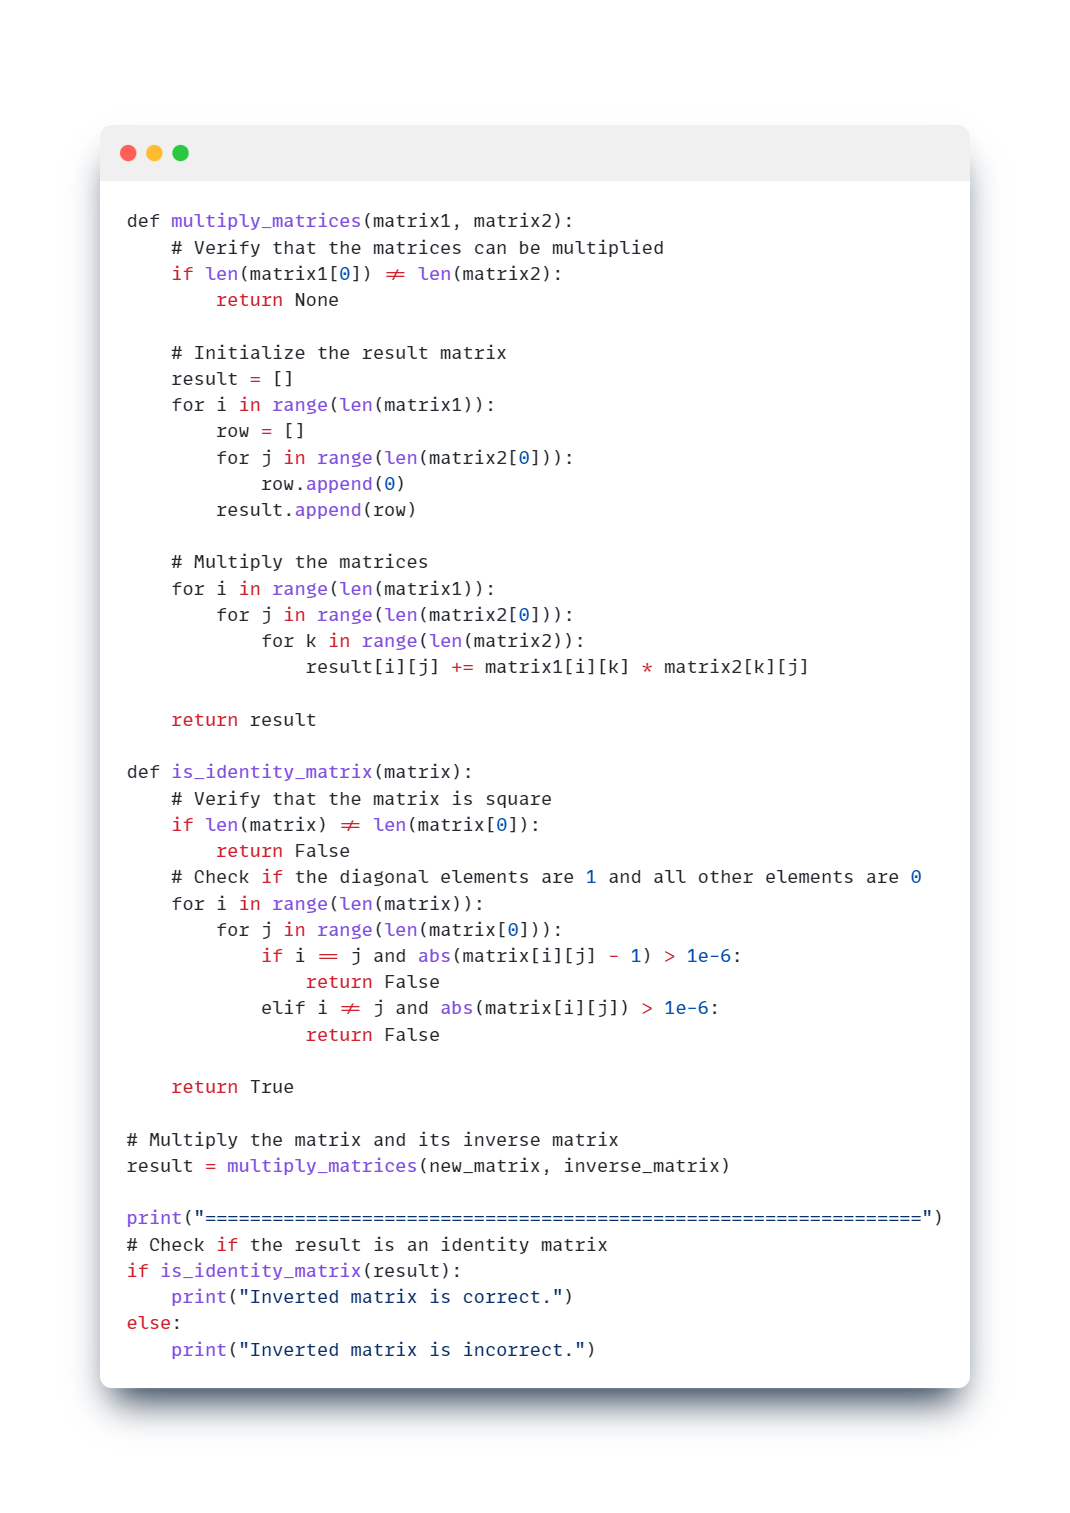 def multiply_matrices(matrix1, matrix2):
    # Verify that the matrices can be multiplied
    if len(matrix1[0]) != len(matrix2):
        return None

    # Initialize the result matrix
    result = []
    for i in range(len(matrix1)):
        row = []
        for j in range(len(matrix2[0])):
            row.append(0)
        result.append(row)

    # Multiply the matrices
    for i in range(len(matrix1)):
        for j in range(len(matrix2[0])):
            for k in range(len(matrix2)):
                result[i][j] += matrix1[i][k] * matrix2[k][j]

    return result

def is_identity_matrix(matrix):
    # Verify that the matrix is square
    if len(matrix) != len(matrix[0]):
        return False
    # Check if the diagonal elements are 1 and all other elements are 0
    for i in range(len(matrix)):
        for j in range(len(matrix[0])):
            if i == j and abs(matrix[i][j] - 1) > 1e-6:
                return False
            elif i != j and abs(matrix[i][j]) > 1e-6:
                return False

    return True

# Multiply the matrix and its inverse matrix
result = multiply_matrices(new_matrix, inverse_matrix)

print("================================================================")
# Check if the result is an identity matrix
if is_identity_matrix(result):
    print("Inverted matrix is correct.")
else:
    print("Inverted matrix is incorrect.")